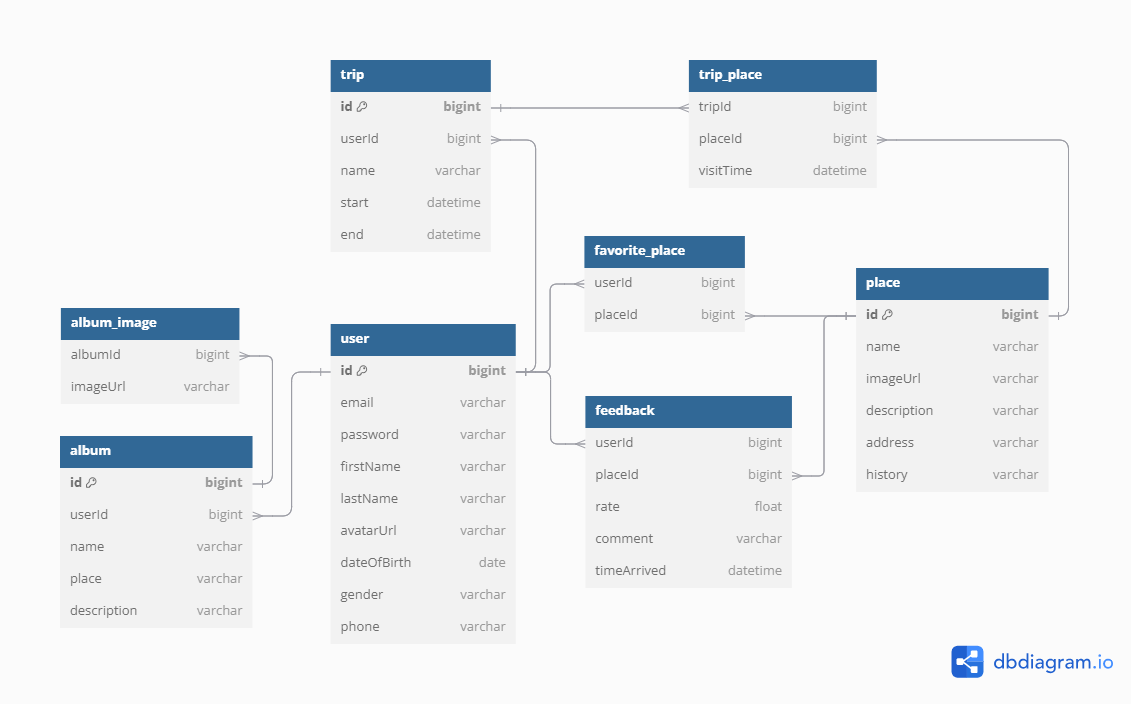 trip
id bigint
userId bigint
name varchar
start datetime
end datetime
trip_place
tripId bigint
placeId bigint
visitTime datetime
favorite_place
userId bigint
placeId bigint
place
id bigint
name varchar
imageUrl varchar
description varchar
address varchar
history varchar
album_image
albumId bigint
imageUrl varchar
user
id bigint
email varchar
password varchar
firstName varchar
lastName varchar
avatarUrl varchar
dateOfBirth date
gender varchar
phone varchar
feedback
userId bigint
placeId bigint
rate float
comment varchar
timeArrived datetime
album
id bigint
userId bigint
name varchar
place varchar
description varchar
dbdiagram.io